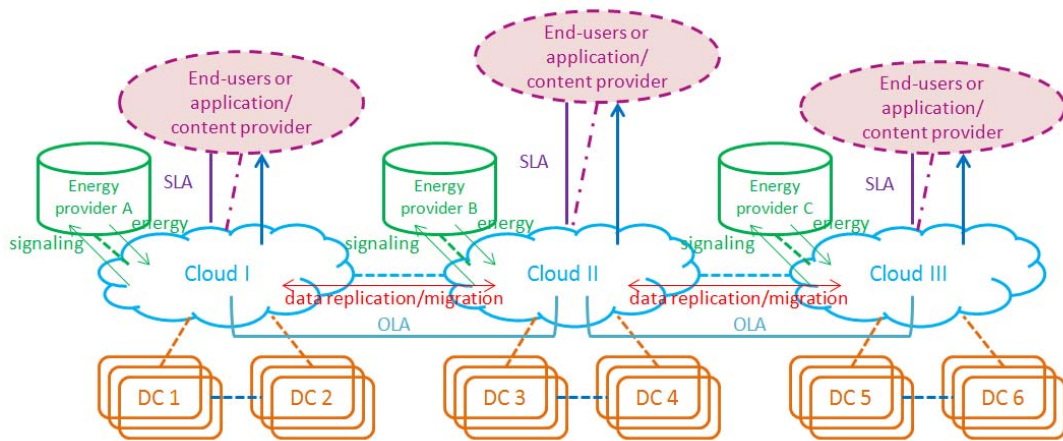 End-users or
application/
content provider
End-users or
application/
content provider
End-users or
application/
content provider
Energy
provider A
SLA
energy
signaling
Energy
provider B
SLA
energy
signaling
Energy
provider C
SLA
energy
signaling
Cloud I
Cloud II
Cloud III
data replication/migration
data replication/migration
OLA
OLA
DC 1
DC 2
DC 3
DC 4
DC 5
DC 6